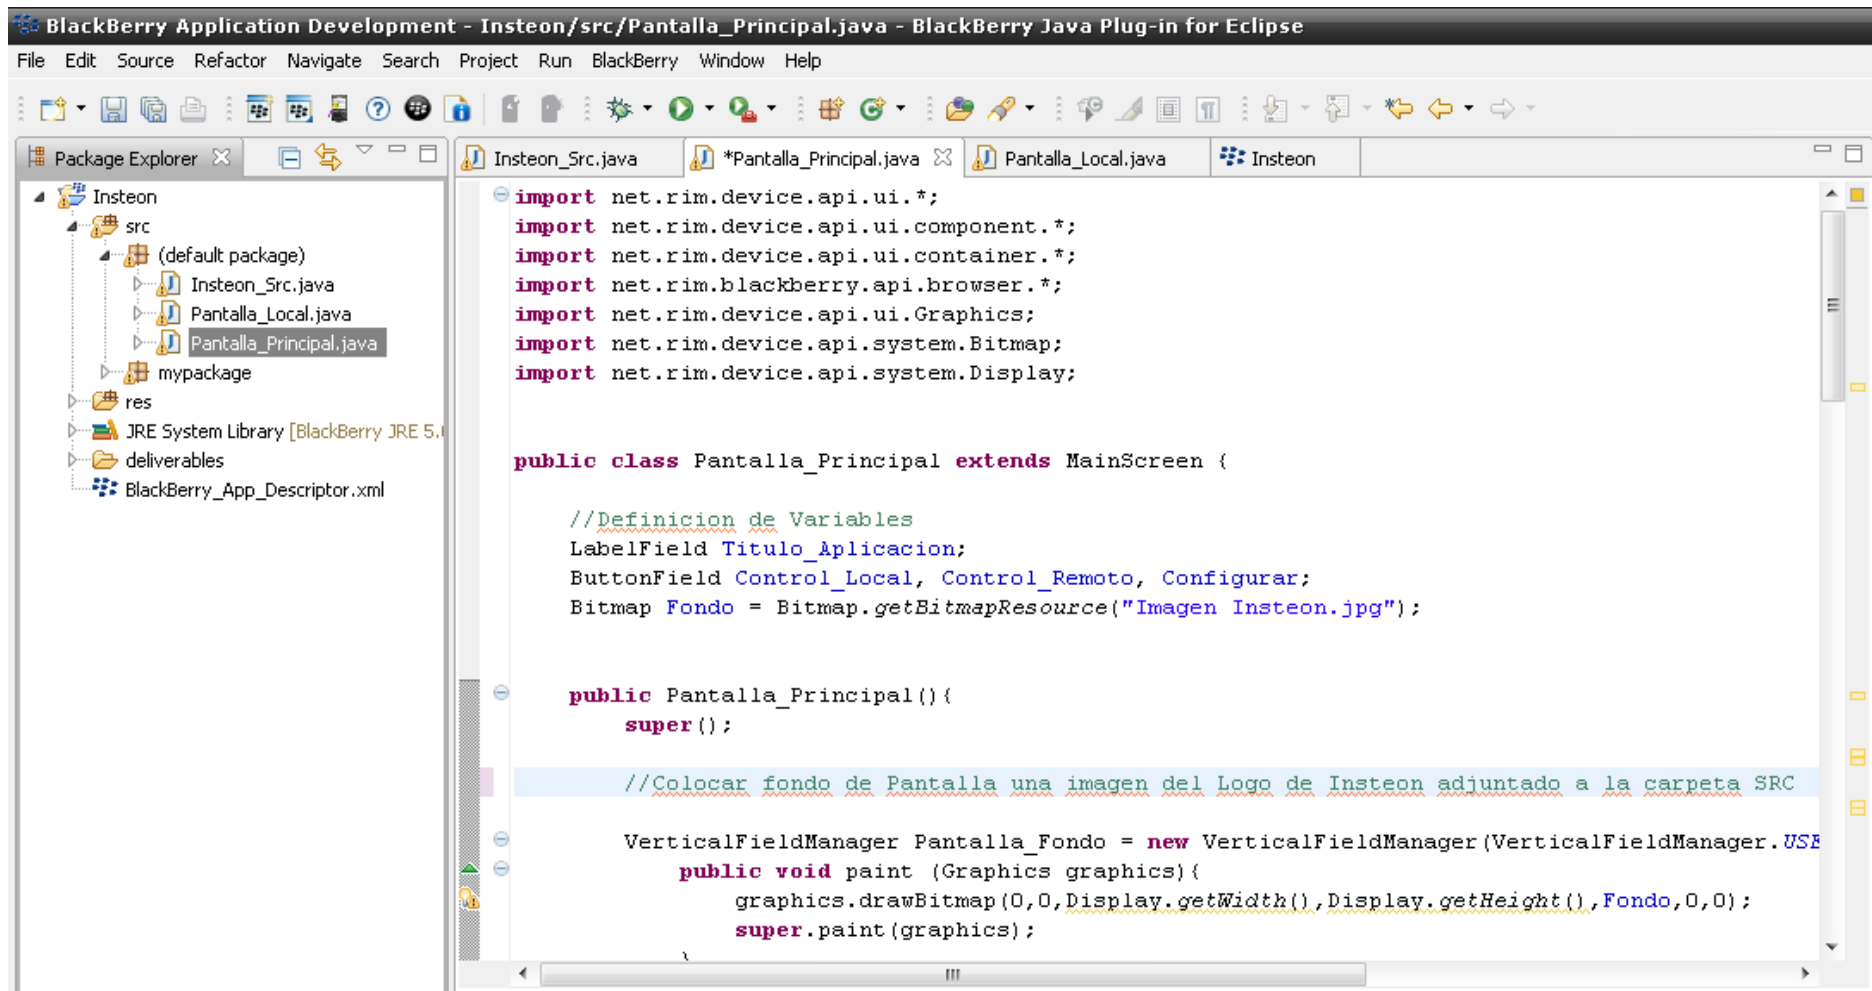 BlackBerry Application Development - Insteon/src/Pantalla_Principal.java - BlackBerry Java Plug-in for Eclipse
File Edit Source Refactor Navigate Search Project Run BlackBerry Window Help
Package Explorer
Insteon_Src.java *Pantalla_Principal.java Pantalla_Local.java Insteon
Insteon
src
(default package)
Insteon_Src.java
Pantalla_Local.java
Pantalla_Principal.java
mypackage
res
JRE System Library [BlackBerry JRE 5.
deliverables
BlackBerry_App_Descriptor.xml
import net.rim.device.api.ui.*;
import net.rim.device.api.ui.component.*;
import net.rim.device.api.ui.container.*;
import net.rim.blackberry.api.browser.*;
import net.rim.device.api.ui.Graphics;
import net.rim.device.api.system.Bitmap;
import net.rim.device.api.system.Display;
public class Pantalla_Principal extends MainScreen {
//Definicion de Variables
LabelField Titulo_Aplicacion;
ButtonField Control_Local, Control_Remoto, Configurar;
Bitmap Fondo = Bitmap.getBitmapResource("Imagen Insteon.jpg");
public Pantalla_Principal(){
super();
//Colocar fondo de Pantalla una imagen del Logo de Insteon adjuntado a la carpeta SRC
VerticalFieldManager Pantalla_Fondo = new VerticalFieldManager(VerticalFieldManager.USE
public void paint (Graphics graphics){
graphics.drawBitmap(0,0,Display.getWidth(),Display.getHeight(),Fondo,0,0);
super.paint(graphics);
}